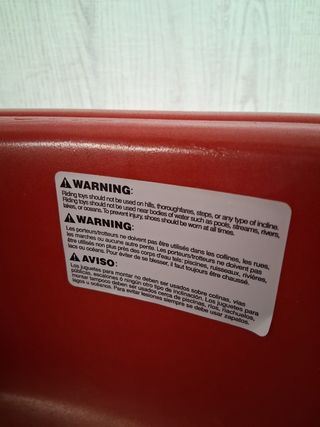 WARNING:
Riding toys should not be used on hills, thoroughfares, steps, or any type of incline.
Riding toys should not be used near bodies of water such as pools, streams, rivers,
lakes, or oceans. To prevent injury, shoes should be worn at all times.
WARNING:
Les porteurs/trotteurs ne doivent pas être utilisés dans les collines, les rues,
les marches ou aucune autre pente. Les porteurs/trotteurs ne doivent pas
être utilisés non plus près des corps d'eau tels: piscines, ruisseaux, rivières,
lacs ou océans. Pour éviter de se blesser, il faut toujours être chaussé.
AVISO:
Los juguetes para montar no deben ser usados sobre colinas, vías
públicas, escalones ó ningún otro tipo de inclinación. Los juguetes para
montar tampoco deben ser usados cerca de piscinas, ríos, riachuelos,
lagos u océanos. Para evitar lesiones siempre se debe usar zapatos.